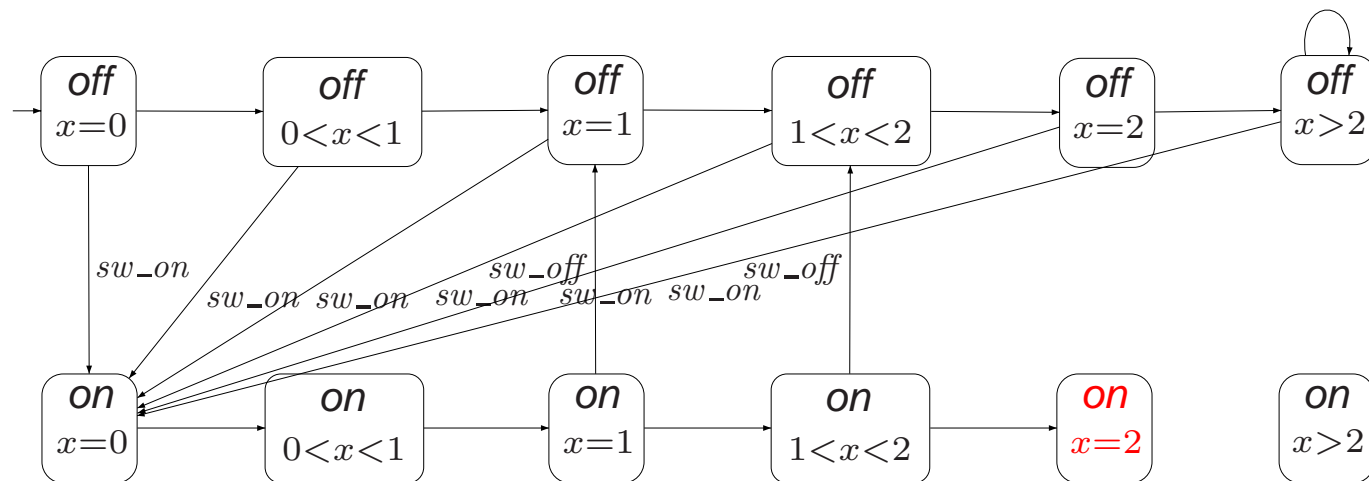 off off off off off off
x=0 0<x<1 x=1 1<x<2 x=2 x>2
sw_on sw_off sw_off
sw_on sw_on sw_on sw_on sw_on
on on on on on on
x=0 0<x<1 x=1 1<x<2 x=2 x>2